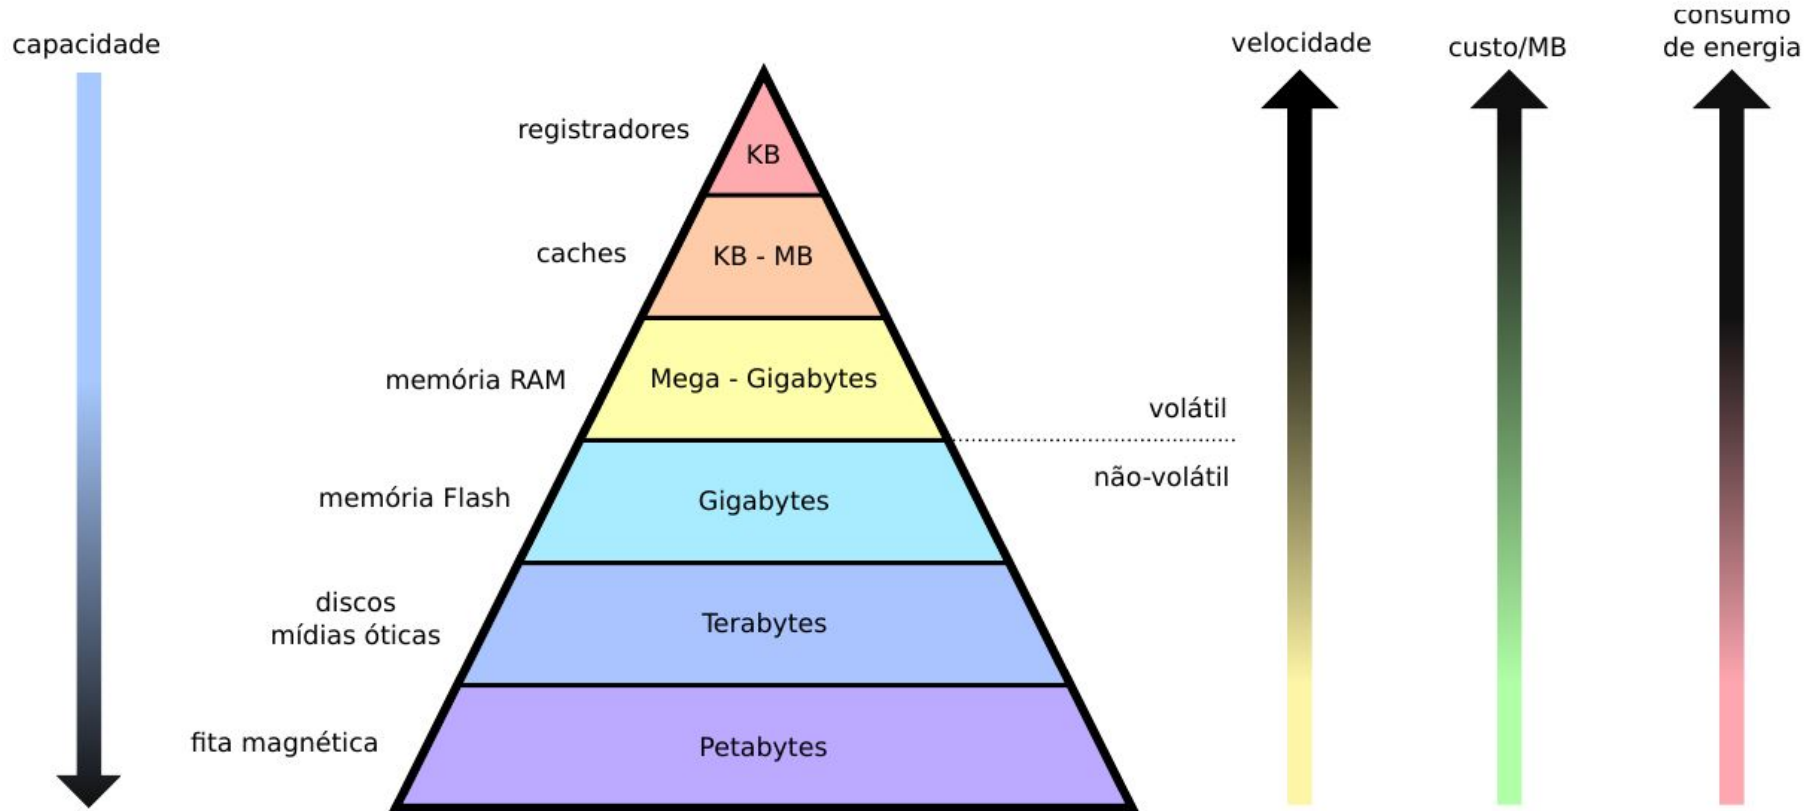 capacidade
velocidade
custo/MB
consumo
de energia
registradores
KB
caches
KB - MB
memória RAM
Mega - Gigabytes
volátil
não-volátil
memória Flash
Gigabytes
discos
mídias óticas
Terabytes
fita magnética
Petabytes